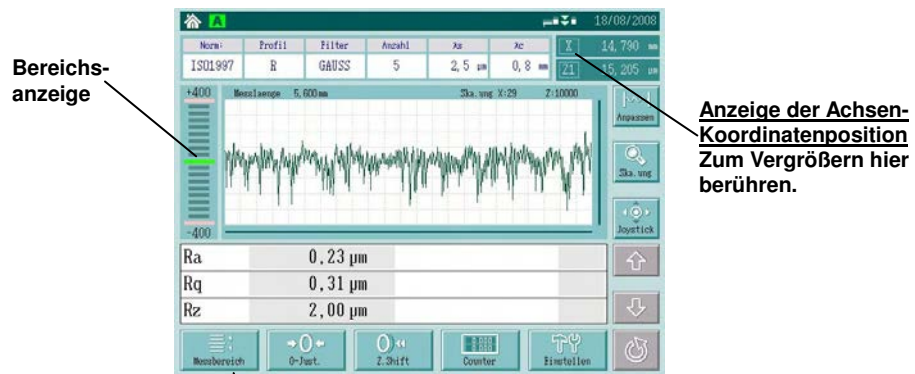 A 18/08/2008
Norm: Profil Filter Anzahl λs λc X 14,790 mm
ISO1997 R GAUSS 5 2,5 µm 0,8 mm Z1 15,205 µm
Bereichs-
anzeige
+400 Messlaenge 5,600 mm Ska.ung X:29 Z:10000
Anpassen
Anzeige der Achsen-
Koordinatenposition
Zum Vergrößern hier
berühren.
Ska.ung
-400
Joystick
Ra 0,23 µm
Rq 0,31 µm
Rz 2,00 µm
Messbereich 0-Just. Z.Shift Counter Einstellen